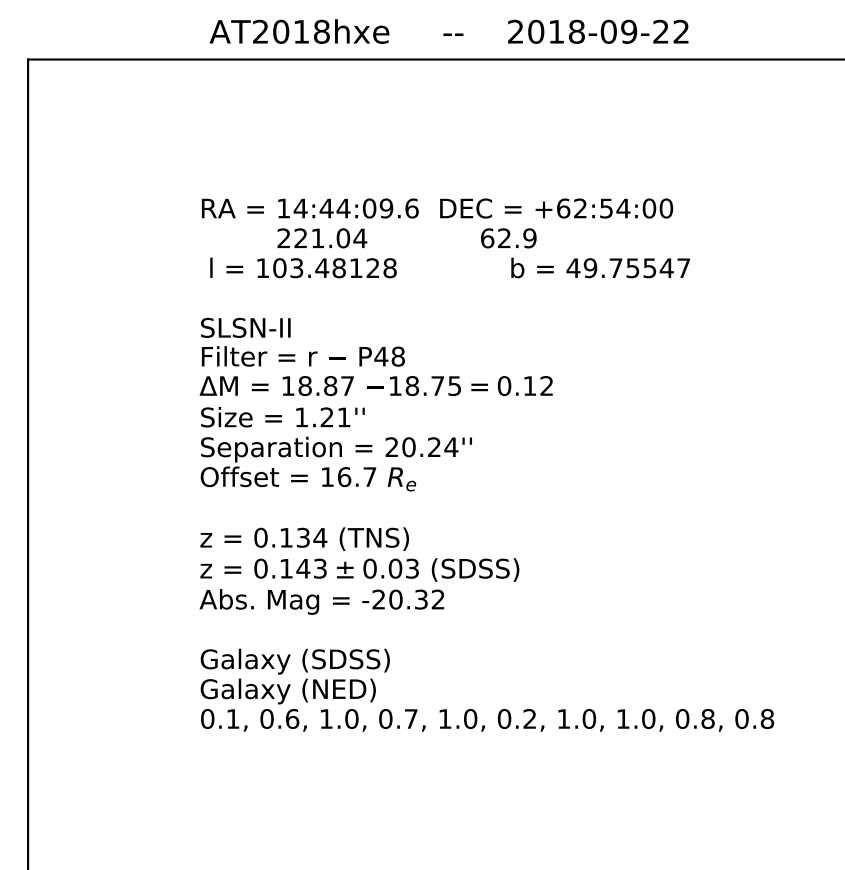 AT2018hxe -- 2018-09-22
RA = 14:44:09.6 DEC = +62:54:00
221.04 62.9
l = 103.48128 b = 49.75547
SLSN-II
Filter = r − P48
ΔM = 18.87 −18.75 = 0.12
Size = 1.21''
Separation = 20.24''
Offset = 16.7 Rₑ
z = 0.134 (TNS)
z = 0.143 ± 0.03 (SDSS)
Abs. Mag = -20.32
Galaxy (SDSS)
Galaxy (NED)
0.1, 0.6, 1.0, 0.7, 1.0, 0.2, 1.0, 1.0, 0.8, 0.8